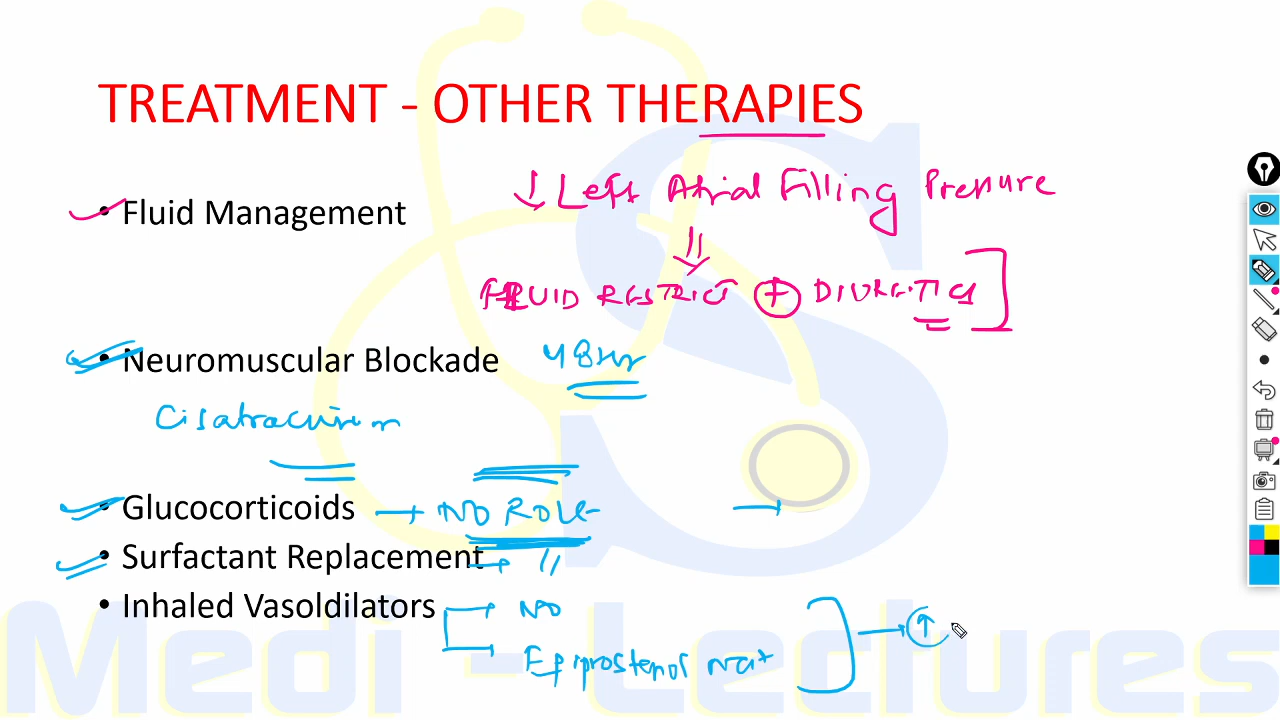 TREATMENT - OTHER THERAPIES
↓ Left Atrial Filling Pressure
• Fluid Management
FLUID RESTRICT + DIURETICS
• Neuromuscular Blockade 48hr
Cisatracurium
• Glucocorticoids → NO ROLE →
• Surfactant Replacement → "
• Inhaled Vasoldilators → NO
→ Epoprostenol → ↑
Medi - Lectures